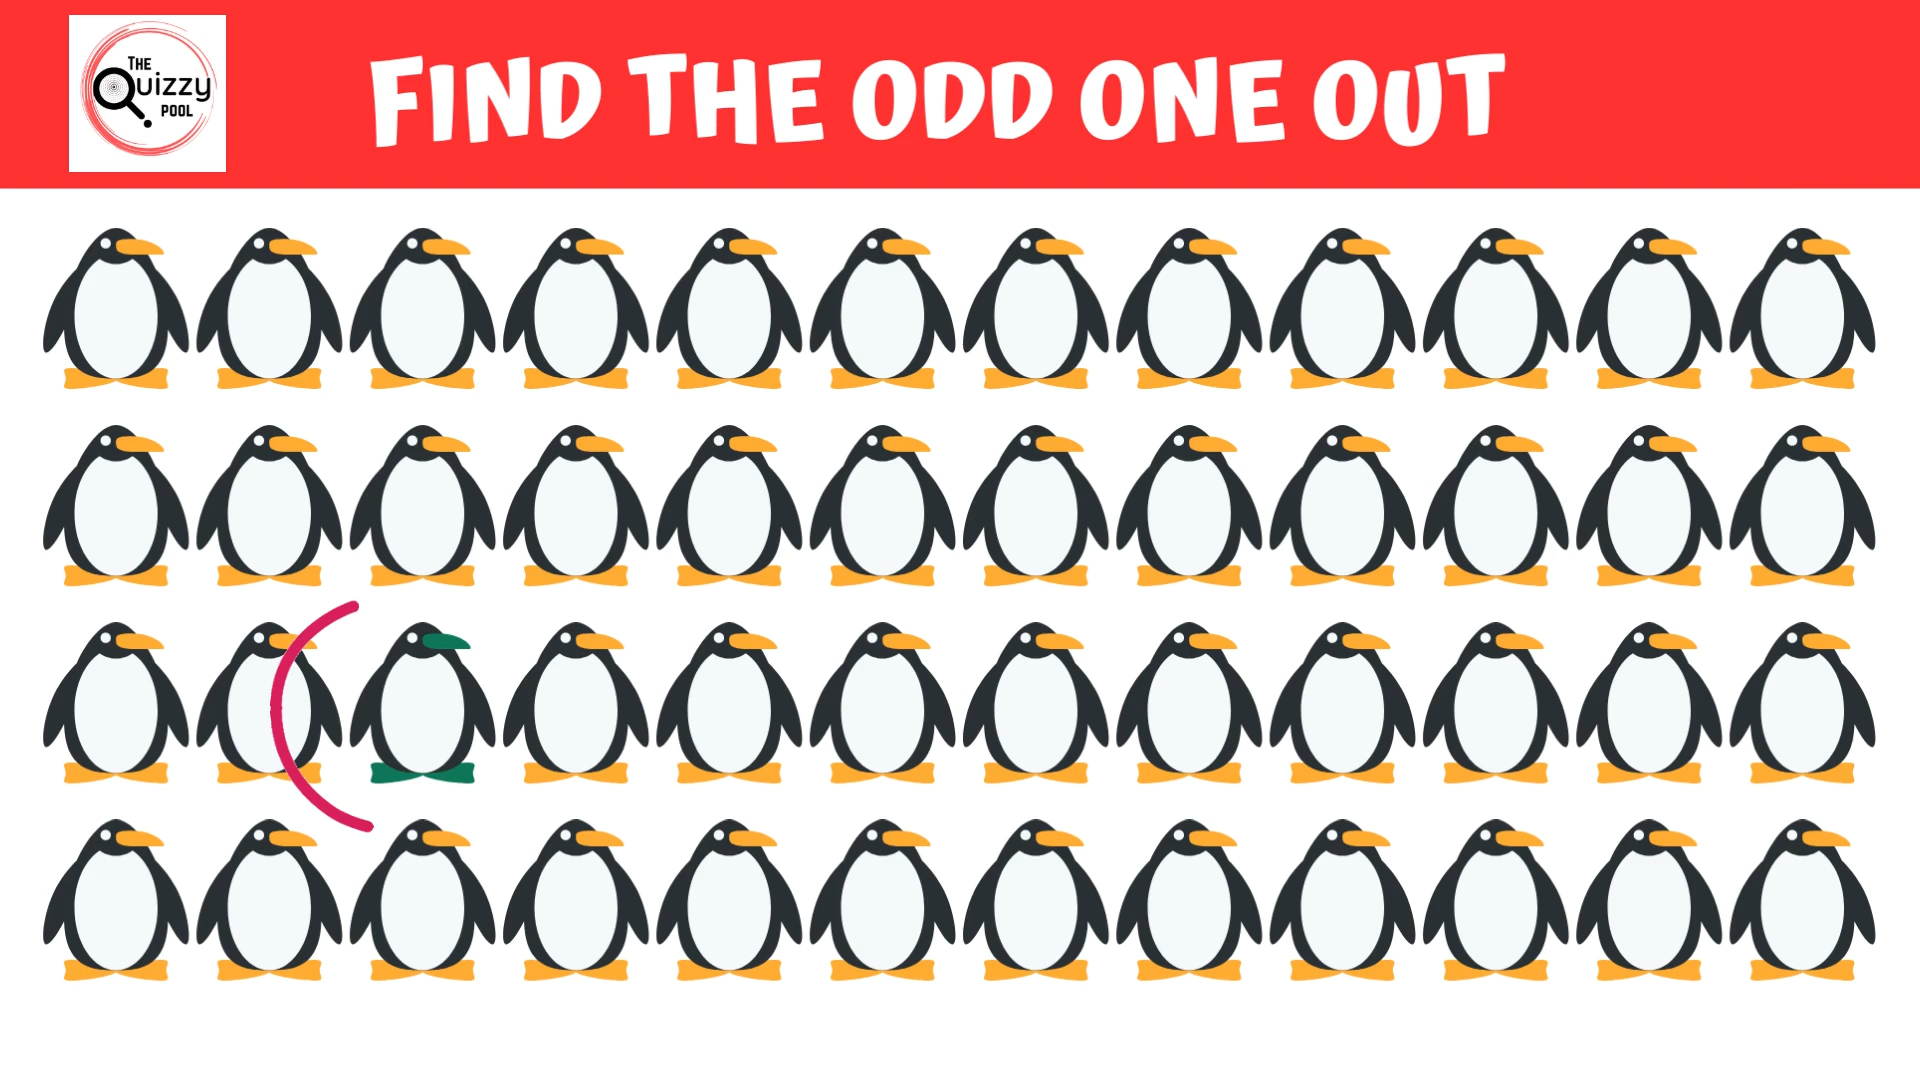 THE
Quizzy
POOL
FIND THE ODD ONE OUT